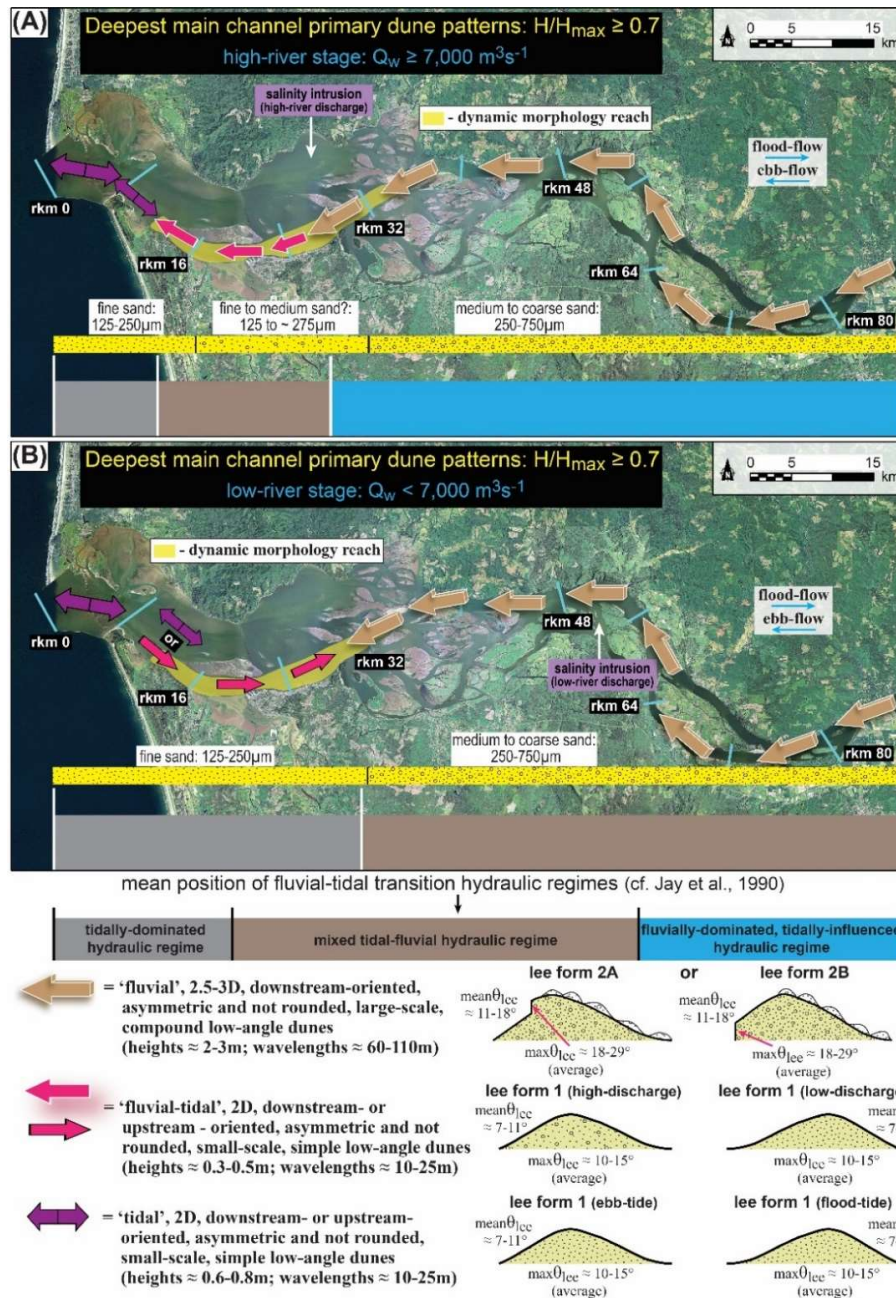 (A)
Deepest main channel primary dune patterns: H/Hmax ≥ 0.7
high-river stage: Qw ≥ 7,000 m³s⁻¹
0 5 15
km
salinity intrusion
(high-river discharge)
- dynamic morphology reach
flood-flow
ebb-flow
rkm 0
rkm 16
rkm 32
rkm 48
rkm 64
rkm 80
fine sand:
125-250µm
fine to medium sand?:
125 to ~ 275µm
medium to coarse sand:
250-750µm
(B)
Deepest main channel primary dune patterns: H/Hmax ≥ 0.7
low-river stage: Qw < 7,000 m³s⁻¹
0 5 15
km
- dynamic morphology reach
flood-flow
ebb-flow
rkm 0
or
rkm 16
rkm 32
rkm 48
salinity intrusion
(low-river discharge)
rkm 64
rkm 80
fine sand: 125-250µm
medium to coarse sand:
250-750µm
mean position of fluvial-tidal transition hydraulic regimes (cf. Jay et al., 1990)
tidally-dominated
hydraulic regime
mixed tidal-fluvial hydraulic regime
fluvially-dominated, tidally-influenced
hydraulic regime
= ‘fluvial’, 2.5-3D, downstream-oriented,
asymmetric and not rounded, large-scale,
compound low-angle dunes
(heights ≈ 2-3m; wavelengths ≈ 60-110m)
lee form 2A or lee form 2B
meanθlee
≈ 11-18°
maxθlee ≈ 18-29°
(average)
meanθlee
≈ 11-18°
maxθlee ≈ 18-29°
(average)
= ‘fluvial-tidal’, 2D, downstream- or
upstream - oriented, asymmetric and not
rounded, small-scale, simple low-angle dunes
(heights ≈ 0.3-0.5m; wavelengths ≈ 10-25m)
lee form 1 (high-discharge)
meanθlee
≈ 7-11°
maxθlee ≈ 10-15°
(average)
lee form 1 (low-discharge
mean
≈ 7
maxθlee ≈ 10-15°
(average)
= ‘tidal’, 2D, downstream- or upstream-
oriented, asymmetric and not rounded,
small-scale, simple low-angle dunes
(heights ≈ 0.6-0.8m; wavelengths ≈ 10-25m)
lee form 1 (ebb-tide)
meanθlee
≈ 7-11°
maxθlee ≈ 10-15°
(average)
lee form 1 (flood-tide)
mean
≈ 7
maxθlee ≈ 10-15°
(average)